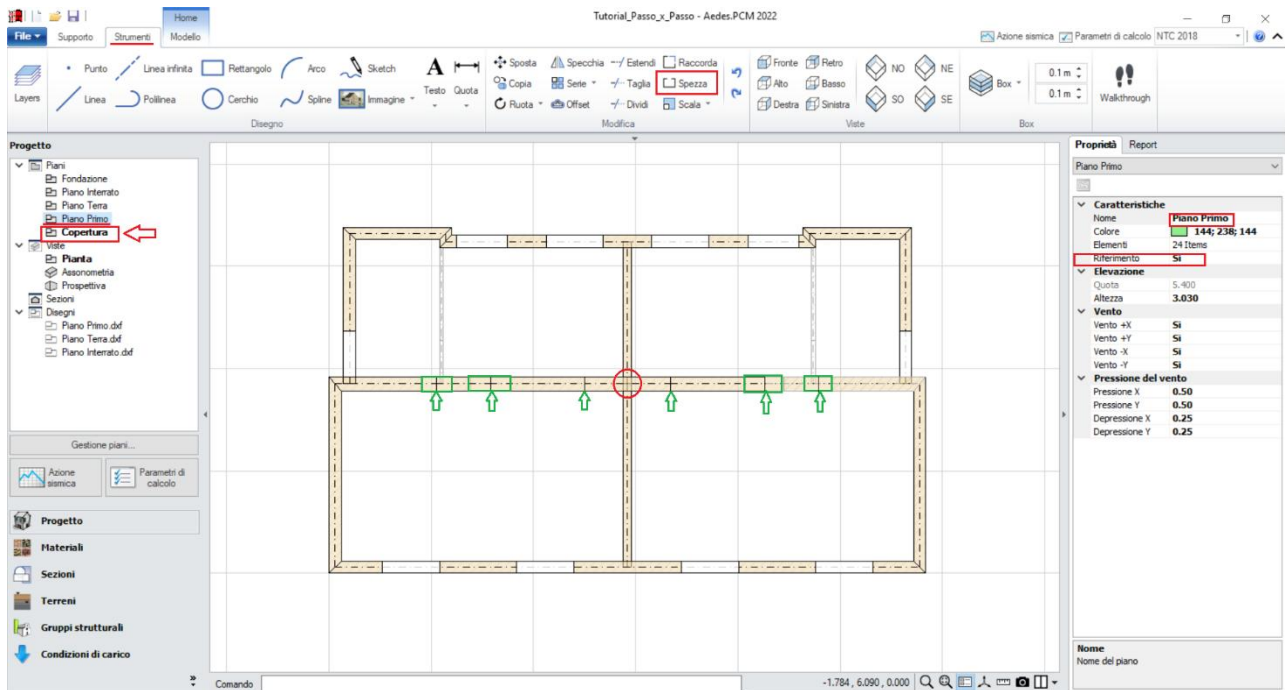 Home
Tutorial_Passo_x_Passo - Aedes.PCM 2022
File Supporto Strumenti Modello
Azione sismica Parametri di calcolo NTC 2018
Layers
Punto Linea infinita Rettangolo Arco Sketch
Linea Polilinea Cerchio Spline Immagine
Testo Quota
Disegno
Sposta Specchia Estendi Raccorda
Copia Serie Taglia Spezza
Ruota Offset Dividi Scala
Modifica
Fronte Retro NO NE
Alto Basso
Destra Sinistra SO SE
Viste
Box 0.1 m
0.1 m
Box
Walkthrough
Progetto
Piani
Fondazione
Piano Interrato
Piano Terra
Piano Primo
Copertura
Viste
Pianta
Assonometria
Prospettiva
Sezioni
Disegni
Piano Primo.dxf
Piano Terra.dxf
Piano Interrato.dxf
Gestione piani...
Azione sismica
Parametri di calcolo
Progetto
Materiali
Sezioni
Terreni
Gruppi strutturali
Condizioni di carico
Comando
-1.784 , 6.090 , 0.000
Proprietà Report
Piano Primo
Caratteristiche
Nome Piano Primo
Colore 144; 238; 144
Elementi 24 Items
Riferimento Sì
Elevazione
Quota 5.400
Altezza 3.030
Vento
Vento +X Sì
Vento +Y Sì
Vento -X Sì
Vento -Y Sì
Pressione del vento
Pressione X 0.50
Pressione Y 0.50
Depressione X 0.25
Depressione Y 0.25
Nome
Nome del piano